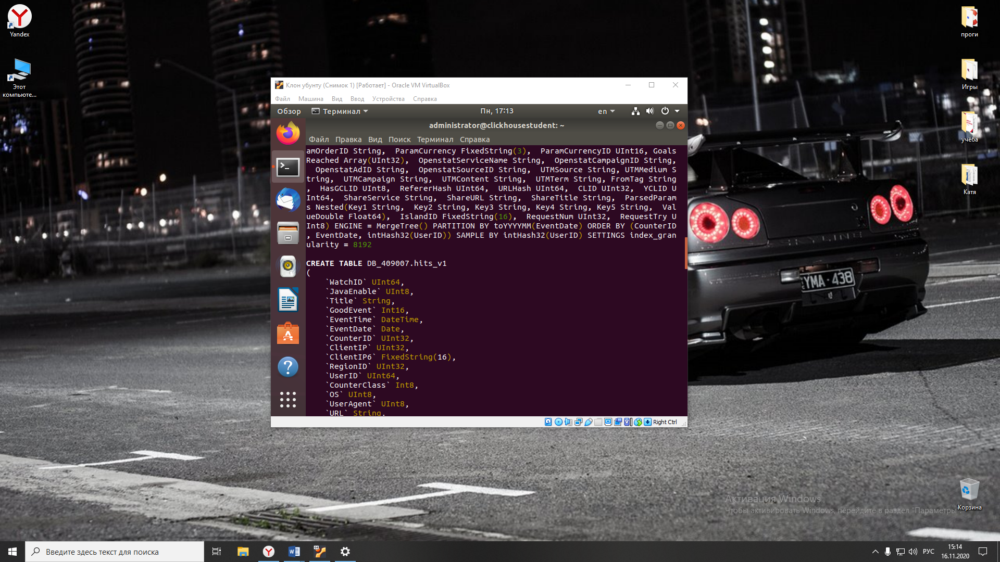 Yandex
Этот
компьюте...
проги
Игры
учёба
Катя
Клон убунту (Снимок 1) [Работает] - Oracle VM VirtualBox
Файл Машина Вид Ввод Устройства Справка
Обзор Терминал Пн, 17:13 en
administrator@clickhousestudent: ~
Файл Правка Вид Поиск Терминал Справка
amOrderID String,  ParamCurrency FixedString(3),  ParamCurrencyID UInt16, Goals
Reached Array(UInt32),  OpenstatServiceName String,  OpenstatCampaignID String,
  OpenstatAdID String,  OpenstatSourceID String,  UTMSource String, UTMMedium S
tring,  UTMCampaign String,  UTMContent String,  UTMTerm String, FromTag String
,  HasGCLID UInt8,  RefererHash UInt64,  URLHash UInt64,  CLID UInt32,  YCLID U
Int64,  ShareService String,  ShareURL String,  ShareTitle String,  ParsedParam
s Nested(Key1 String,  Key2 String, Key3 String, Key4 String, Key5 String,  Val
ueDouble Float64),  IslandID FixedString(16),  RequestNum UInt32,  RequestTry U
Int8) ENGINE = MergeTree() PARTITION BY toYYYYMM(EventDate) ORDER BY (CounterID
, EventDate, intHash32(UserID)) SAMPLE BY intHash32(UserID) SETTINGS index_gran
ularity = 8192
CREATE TABLE DB_409007.hits_v1
(
`WatchID` UInt64,
`JavaEnable` UInt8,
`Title` String,
`GoodEvent` Int16,
`EventTime` DateTime,
`EventDate` Date,
`CounterID` UInt32,
`ClientIP` UInt32,
`ClientIP6` FixedString(16),
`RegionID` UInt32,
`UserID` UInt64,
`CounterClass` Int8,
`OS` UInt8,
`UserAgent` UInt8,
`URL` String,
Right Ctrl
SKYLINE
YMA·438
Активация Windows
Чтобы активировать Windows, перейдите в раздел "Параметры".
Корзина
Введите здесь текст для поиска
РУС
15:14
16.11.2020